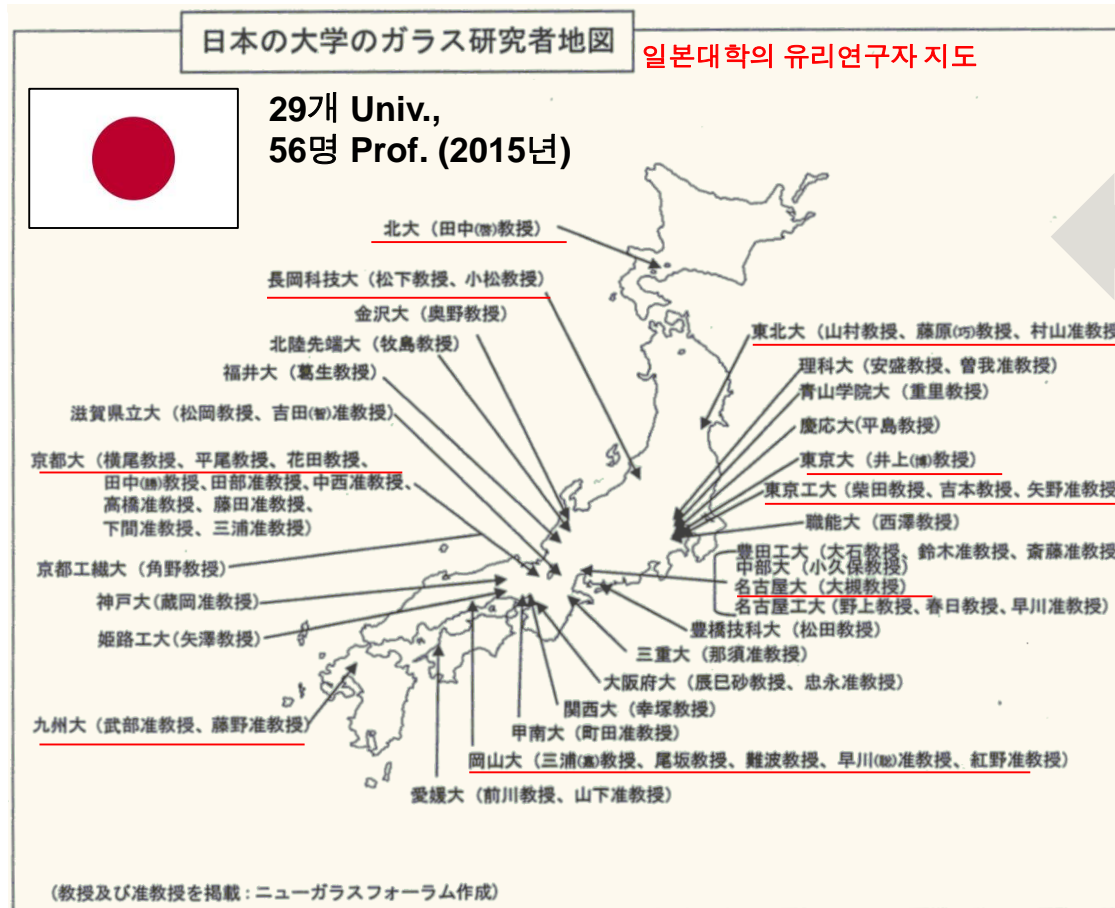 日本の大学のガラス研究者地図
일본대학의 유리연구자 지도
29개 Univ.,
56명 Prof. (2015년)
北大（田中(啓)教授）
長岡科技大（松下教授、小松教授）
金沢大（奥野教授）
北陸先端大（牧島教授）
福井大（葛生教授）
滋賀県立大（松岡教授、吉田(智)准教授）
京都大（横尾教授、平尾教授、花田教授、
田中(勝)教授、田部准教授、中西准教授、
高橋准教授、藤田准教授、
下間准教授、三浦准教授）
京都工繊大（角野教授）
神戸大（蔵岡准教授）
姫路工大（矢澤教授）
九州大（武部准教授、藤野准教授）
東北大（山村教授、藤原(巧)教授、村山准教授
理科大（安盛教授、曽我准教授）
青山学院大（重里教授）
慶応大(平島教授)
東京大（井上(博)教授）
東京工大（柴田教授、吉本教授、矢野准教授
職能大（西澤教授）
豊田工大（大石教授、鈴木准教授、斎藤准教授
中部大（小久保教授）
名古屋大（大槻教授）
名古屋工大（野上教授、春日教授、早川准教授）
豊橋技科大（松田教授）
三重大（那須准教授）
大阪府大（辰巳砂教授、忠永准教授）
関西大（幸塚教授）
甲南大（町田准教授）
岡山大（三浦(嘉)教授、尾坂教授、難波教授、早川(聡)准教授、紅野准教授）
愛媛大（前川教授、山下准教授）
（教授及び准教授を掲載：ニューガラスフォーラム作成）